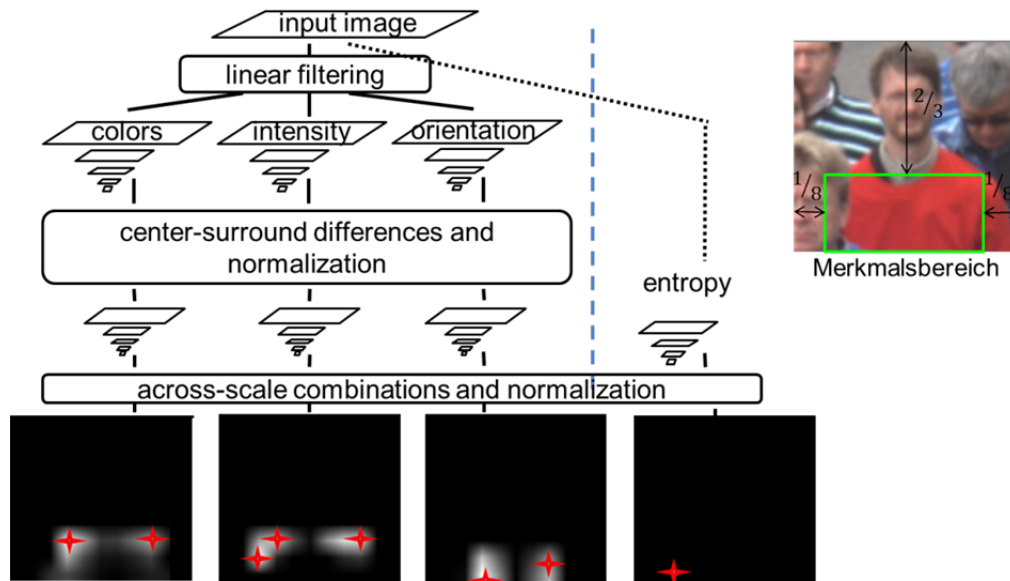 input image
linear filtering
colors
intensity
orientation
center-surround differences and
normalization
entropy
across-scale combinations and normalization
2/3
1/8
1/8
Merkmalsbereich